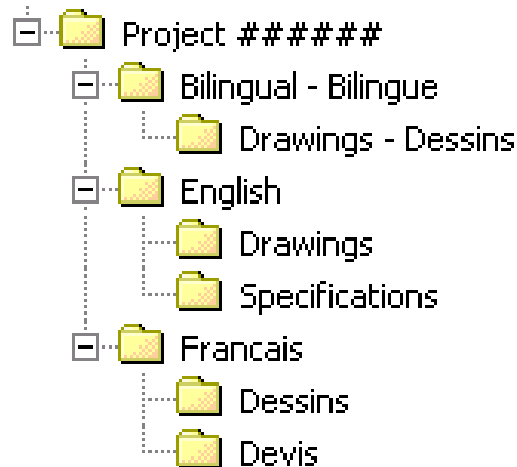 Project ######
Bilingual - Bilingue
Drawings - Dessins
English
Drawings
Specifications
Francais
Dessins
Devis